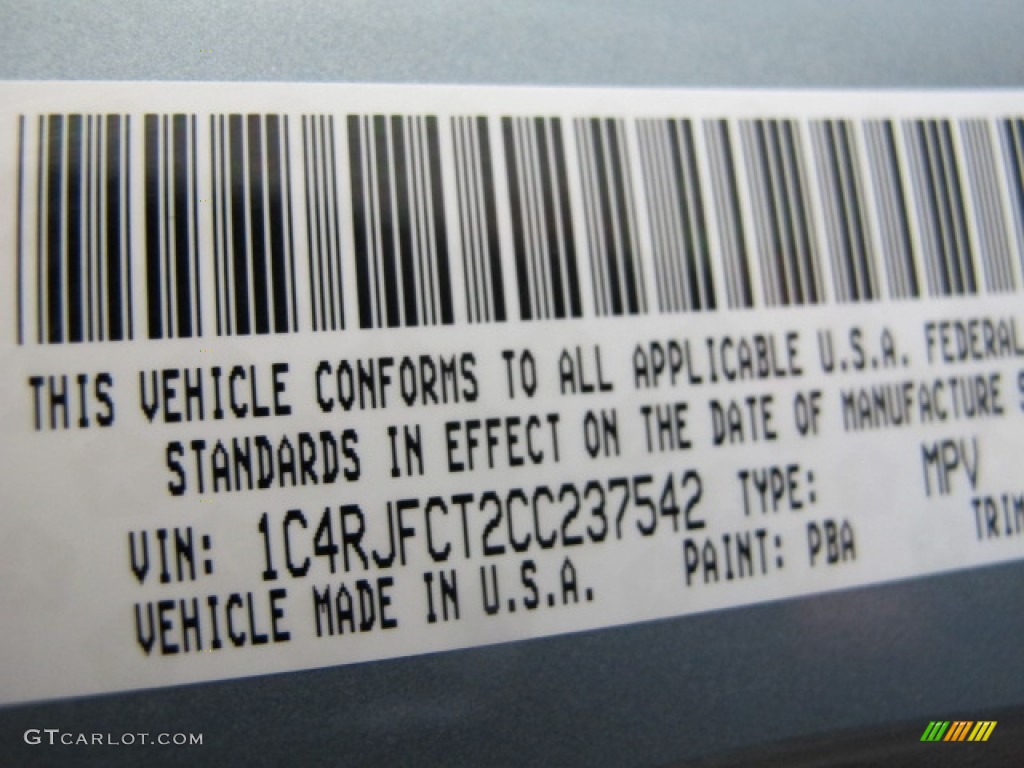 THIS VEHICLE CONFORMS TO ALL APPLICABLE U.S.A. FEDERAL
STANDARDS IN EFFECT ON THE DATE OF MANUFACTURE S
VIN: 1C4RJFCT2CC237542 TYPE: MPV
VEHICLE MADE IN U.S.A. PAINT: PBA TRIM
GTCARLOT.COM